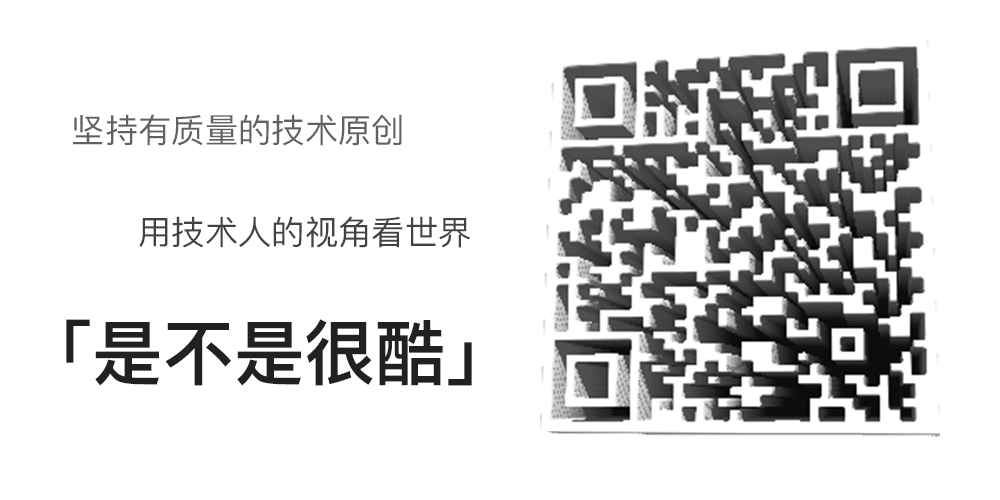 坚持有质量的技术原创
用技术人的视角看世界
「是不是很酷」